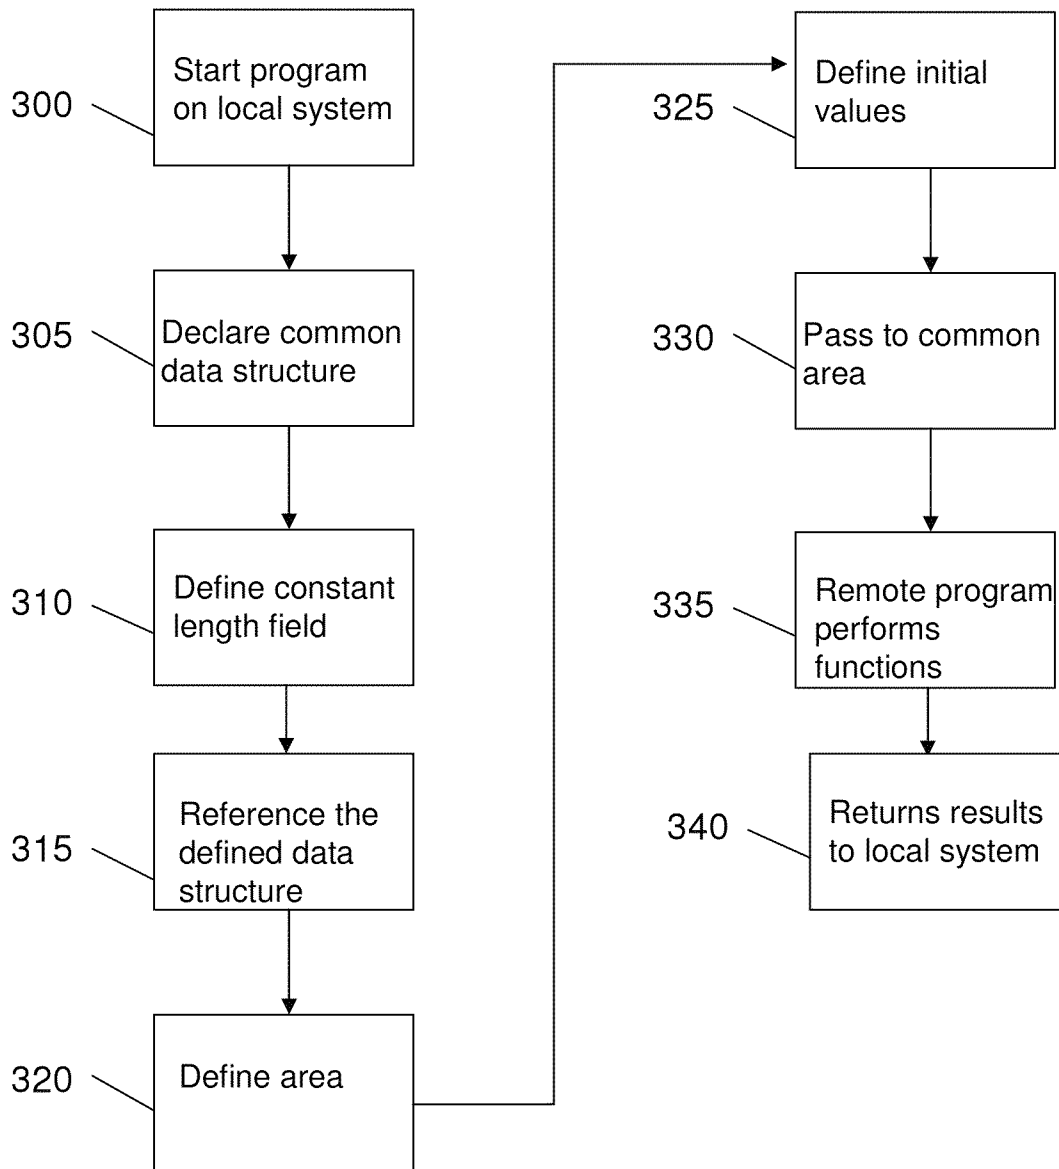 300
Start program
on local system
305
Declare common
data structure
310
Define constant
length field
315
Reference the
defined data
structure
320
Define area
325
Define initial
values
330
Pass to common
area
335
Remote program
performs
functions
340
Returns results
to local system